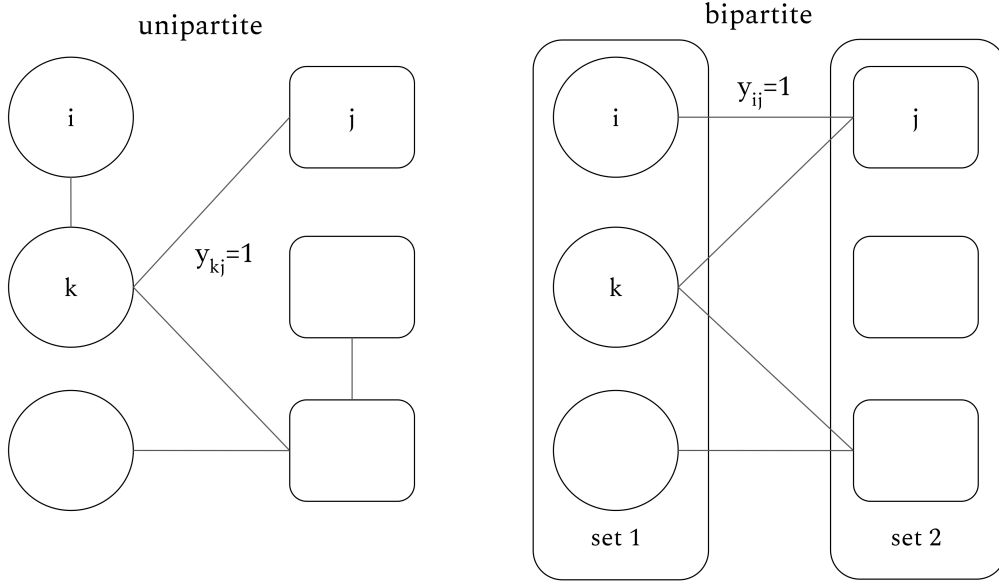 unipartite
i
j
k
y_kj=1
bipartite
y_ij=1
i
j
k
set 1
set 2